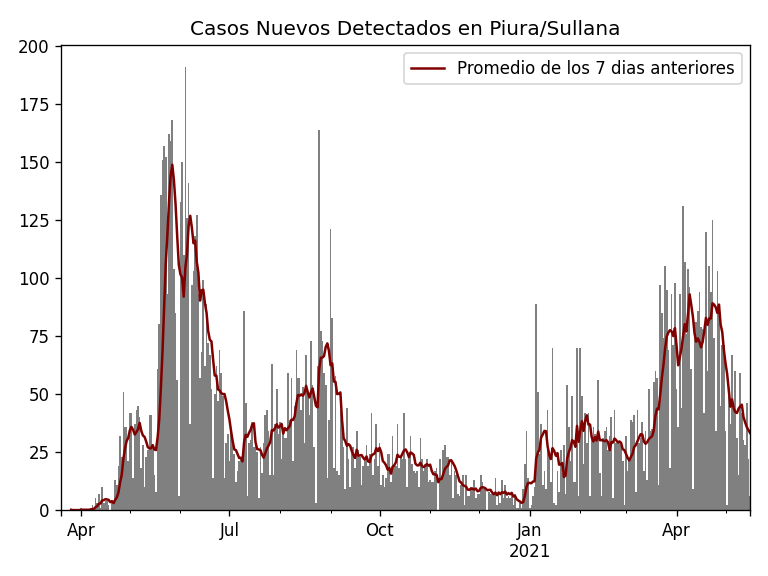 Casos Nuevos Detectados en Piura/Sullana
Promedio de los 7 dias anteriores
200
175
150
125
100
75
50
25
0
Apr
Jul
Oct
Jan
2021
Apr